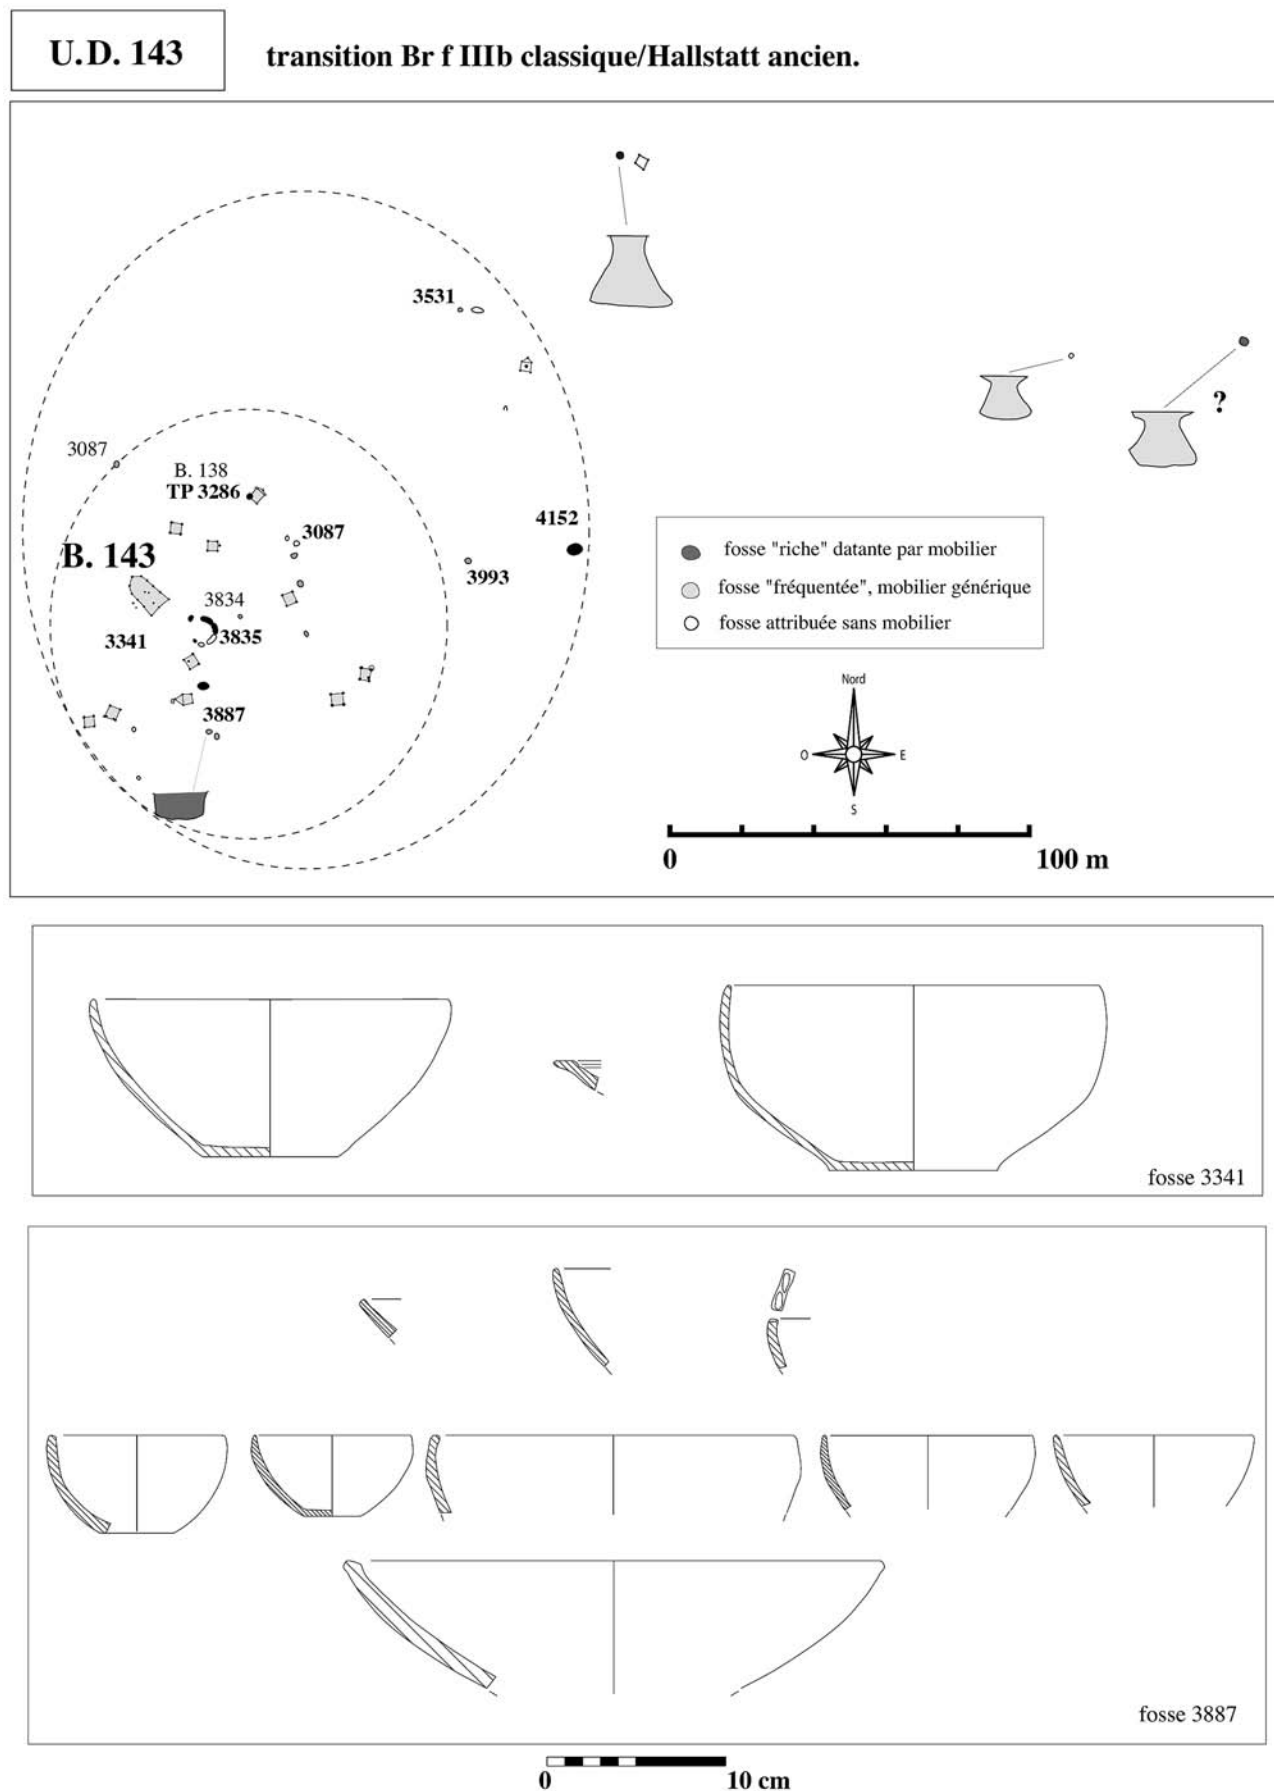 U.D. 143
transition Br f IIIb classique/Hallstatt ancien.
3531
?
3087
B. 138
TP 3286
4152
3087
B. 143
3993
3834
3341
3835
3887
fosse "riche" datante par mobilier
fosse "fréquentée", mobilier générique
fosse attribuée sans mobilier
Nord
O
E
S
0
100 m
fosse 3341
fosse 3887
0
10 cm